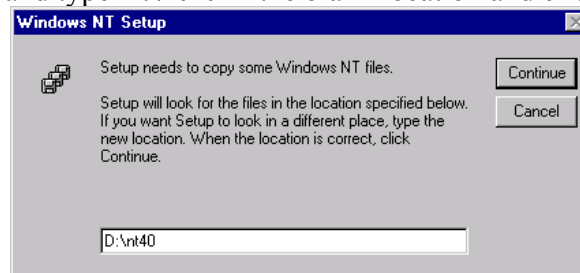 and type
Windows NT Setup
Setup needs to copy some Windows NT files.
Continue
Setup will look for the files in the location specified below.
If you want Setup to look in a different place, type the
new location. When the location is correct, click
Continue.
Cancel
D:\nt40